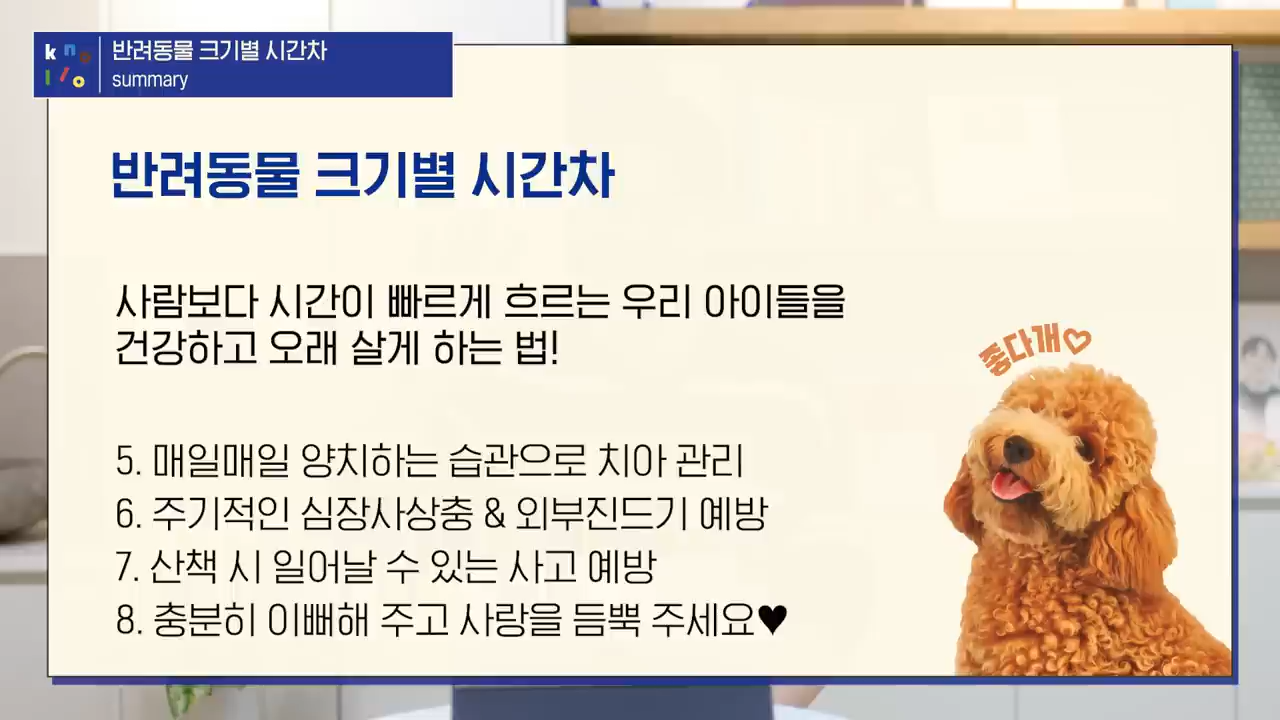 knollo
반려동물 크기별 시간차
summary
반려동물 크기별 시간차
사람보다 시간이 빠르게 흐르는 우리 아이들을
건강하고 오래 살게 하는 법!
좋다개♡
5. 매일매일 양치하는 습관으로 치아 관리
6. 주기적인 심장사상충 & 외부진드기 예방
7. 산책 시 일어날 수 있는 사고 예방
8. 충분히 이뻐해 주고 사랑을 듬뿍 주세요♥